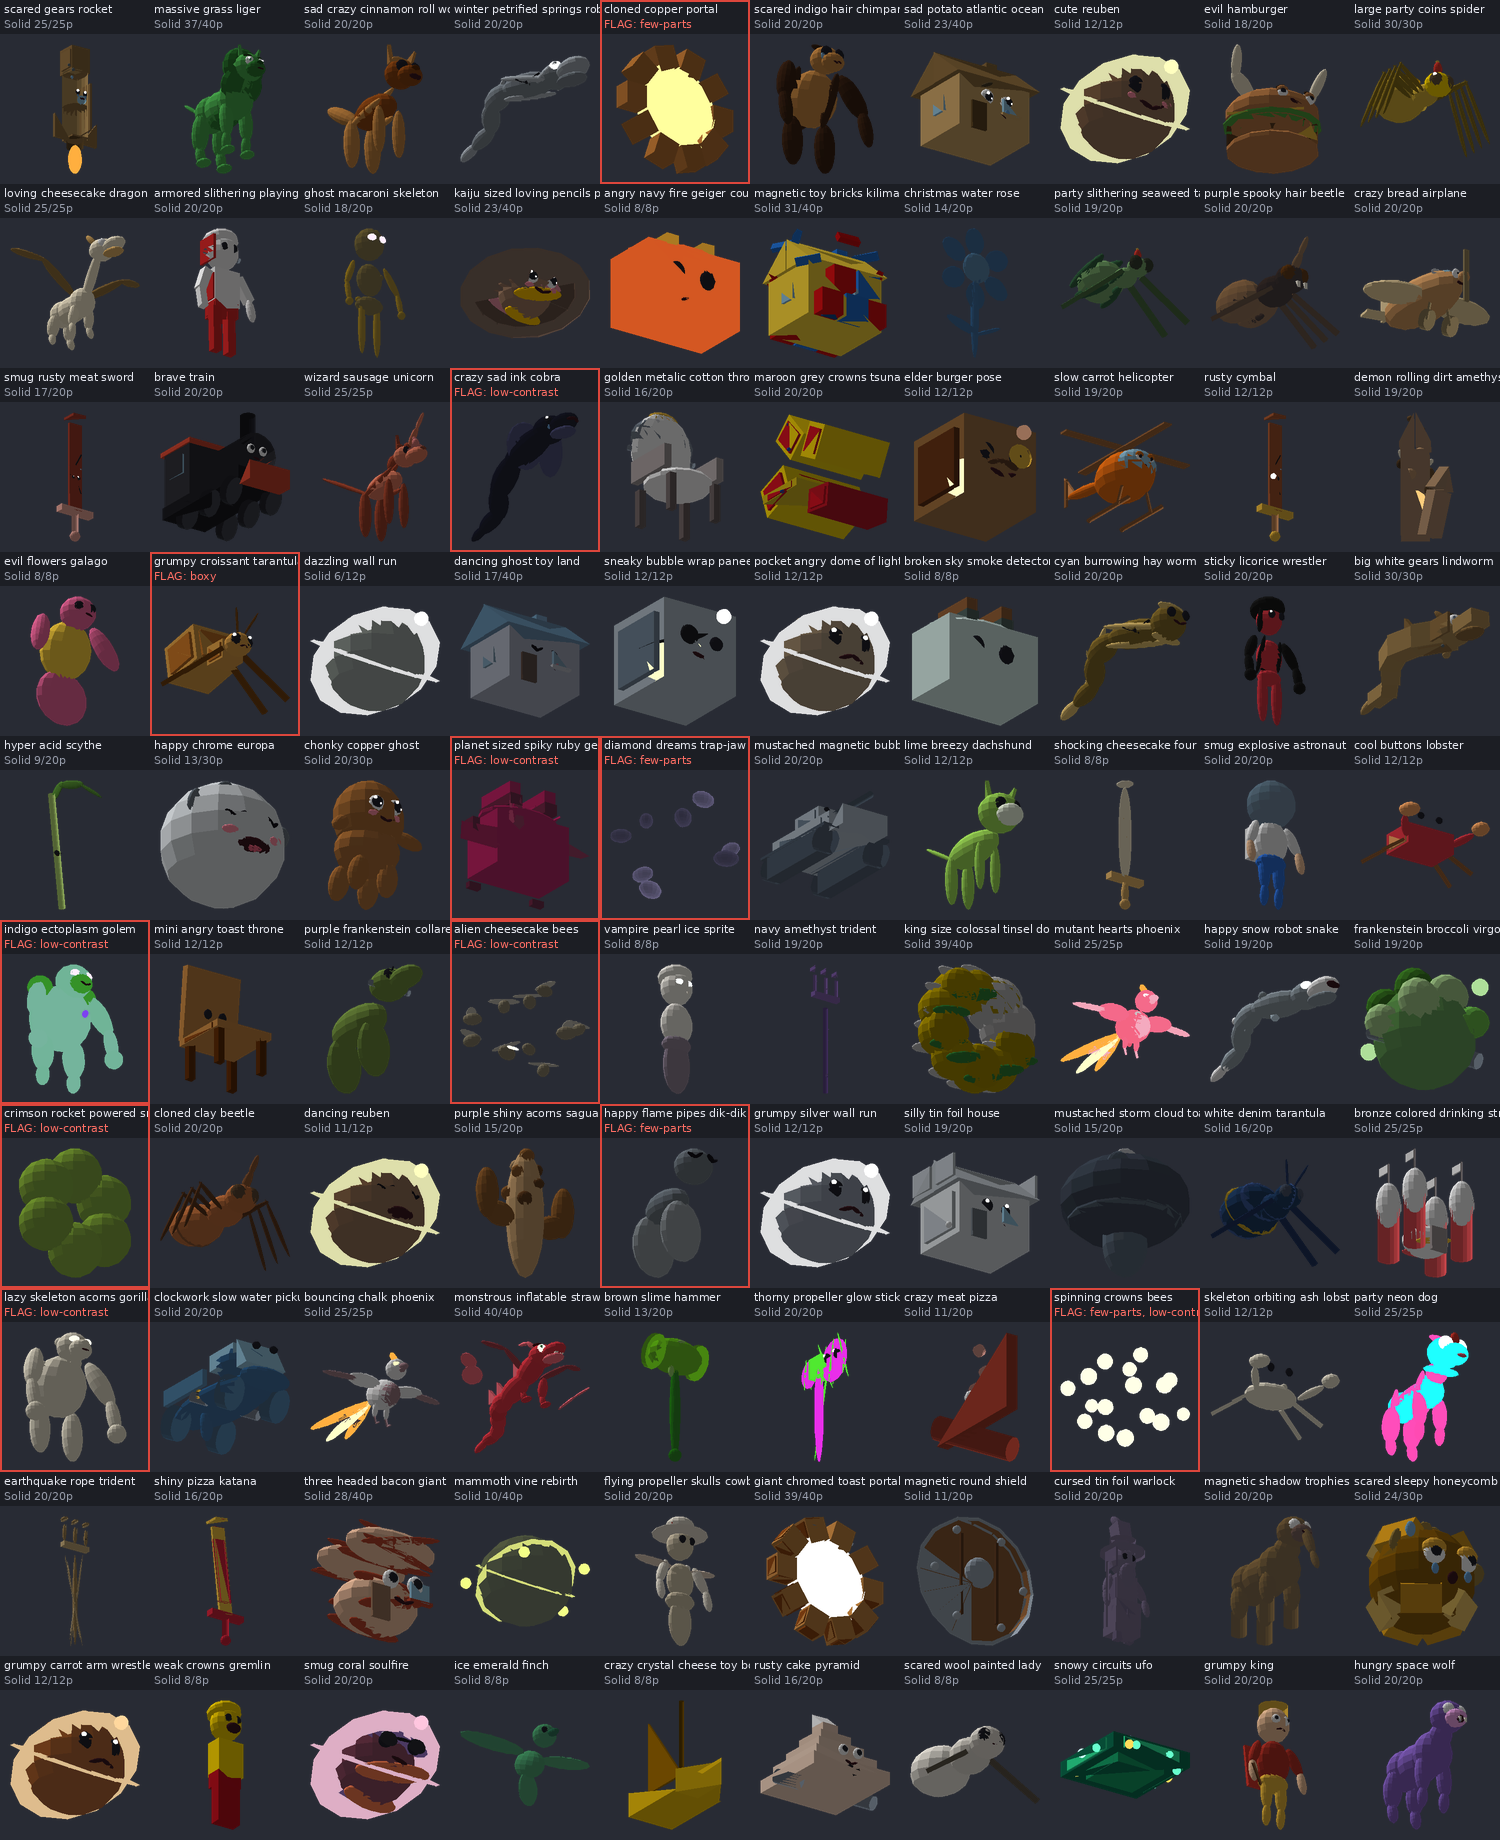 scared gears rocket
Solid 25/25p
massive grass liger
Solid 37/40p
sad crazy cinnamon roll wo
Solid 20/20p
winter petrified springs rob
Solid 20/20p
cloned copper portal
FLAG: few-parts
scared indigo hair chimpan
Solid 20/20p
sad potato atlantic ocean
Solid 23/40p
cute reuben
Solid 12/12p
evil hamburger
Solid 18/20p
large party coins spider
Solid 30/30p
loving cheesecake dragon
Solid 25/25p
armored slithering playing
Solid 20/20p
ghost macaroni skeleton
Solid 18/20p
kaiju sized loving pencils p
Solid 23/40p
angry navy fire geiger cou
Solid 8/8p
magnetic toy bricks kilima
Solid 31/40p
christmas water rose
Solid 14/20p
party slithering seaweed ta
Solid 19/20p
purple spooky hair beetle
Solid 20/20p
crazy bread airplane
Solid 20/20p
smug rusty meat sword
Solid 17/20p
brave train
Solid 20/20p
wizard sausage unicorn
Solid 25/25p
crazy sad ink cobra
FLAG: low-contrast
golden metalic cotton thro
Solid 16/20p
maroon grey crowns tsuna
Solid 20/20p
elder burger pose
Solid 12/12p
slow carrot helicopter
Solid 19/20p
rusty cymbal
Solid 12/12p
demon rolling dirt amethys
Solid 19/20p
evil flowers galago
Solid 8/8p
grumpy croissant tarantul
FLAG: boxy
dazzling wall run
Solid 6/12p
dancing ghost toy land
Solid 17/40p
sneaky bubble wrap panee
Solid 12/12p
pocket angry dome of light
Solid 12/12p
broken sky smoke detector
Solid 8/8p
cyan burrowing hay worm
Solid 20/20p
sticky licorice wrestler
Solid 20/20p
big white gears lindworm
Solid 30/30p
hyper acid scythe
Solid 9/20p
happy chrome europa
Solid 13/30p
chonky copper ghost
Solid 20/30p
planet sized spiky ruby ge
FLAG: low-contrast
diamond dreams trap-jaw
FLAG: few-parts
mustached magnetic bubb
Solid 20/20p
lime breezy dachshund
Solid 12/12p
shocking cheesecake four
Solid 8/8p
smug explosive astronaut
Solid 20/20p
cool buttons lobster
Solid 12/12p
indigo ectoplasm golem
FLAG: low-contrast
mini angry toast throne
Solid 12/12p
purple frankenstein collare
Solid 12/12p
alien cheesecake bees
FLAG: low-contrast
vampire pearl ice sprite
Solid 8/8p
navy amethyst trident
Solid 19/20p
king size colossal tinsel do
Solid 39/40p
mutant hearts phoenix
Solid 25/25p
happy snow robot snake
Solid 19/20p
frankenstein broccoli virgo
Solid 19/20p
crimson rocket powered sn
FLAG: low-contrast
cloned clay beetle
Solid 20/20p
dancing reuben
Solid 11/12p
purple shiny acorns sagua
Solid 15/20p
happy flame pipes dik-dik
FLAG: few-parts
grumpy silver wall run
Solid 12/12p
silly tin foil house
Solid 19/20p
mustached storm cloud toa
Solid 15/20p
white denim tarantula
Solid 16/20p
bronze colored drinking str
Solid 25/25p
lazy skeleton acorns gorill
FLAG: low-contrast
clockwork slow water picku
Solid 20/20p
bouncing chalk phoenix
Solid 25/25p
monstrous inflatable straw
Solid 40/40p
brown slime hammer
Solid 13/20p
thorny propeller glow stick
Solid 20/20p
crazy meat pizza
Solid 11/20p
spinning crowns bees
FLAG: few-parts, low-contr
skeleton orbiting ash lobst
Solid 12/12p
party neon dog
Solid 25/25p
earthquake rope trident
Solid 20/20p
shiny pizza katana
Solid 16/20p
three headed bacon giant
Solid 28/40p
mammoth vine rebirth
Solid 10/40p
flying propeller skulls cowb
Solid 20/20p
giant chromed toast portal
Solid 39/40p
magnetic round shield
Solid 11/20p
cursed tin foil warlock
Solid 20/20p
magnetic shadow trophies
Solid 20/20p
scared sleepy honeycomb
Solid 24/30p
grumpy carrot arm wrestle
Solid 12/12p
weak crowns gremlin
Solid 8/8p
smug coral soulfire
Solid 20/20p
ice emerald finch
Solid 8/8p
crazy crystal cheese toy bo
Solid 8/8p
rusty cake pyramid
Solid 16/20p
scared wool painted lady
Solid 8/8p
snowy circuits ufo
Solid 25/25p
grumpy king
Solid 20/20p
hungry space wolf
Solid 20/20p